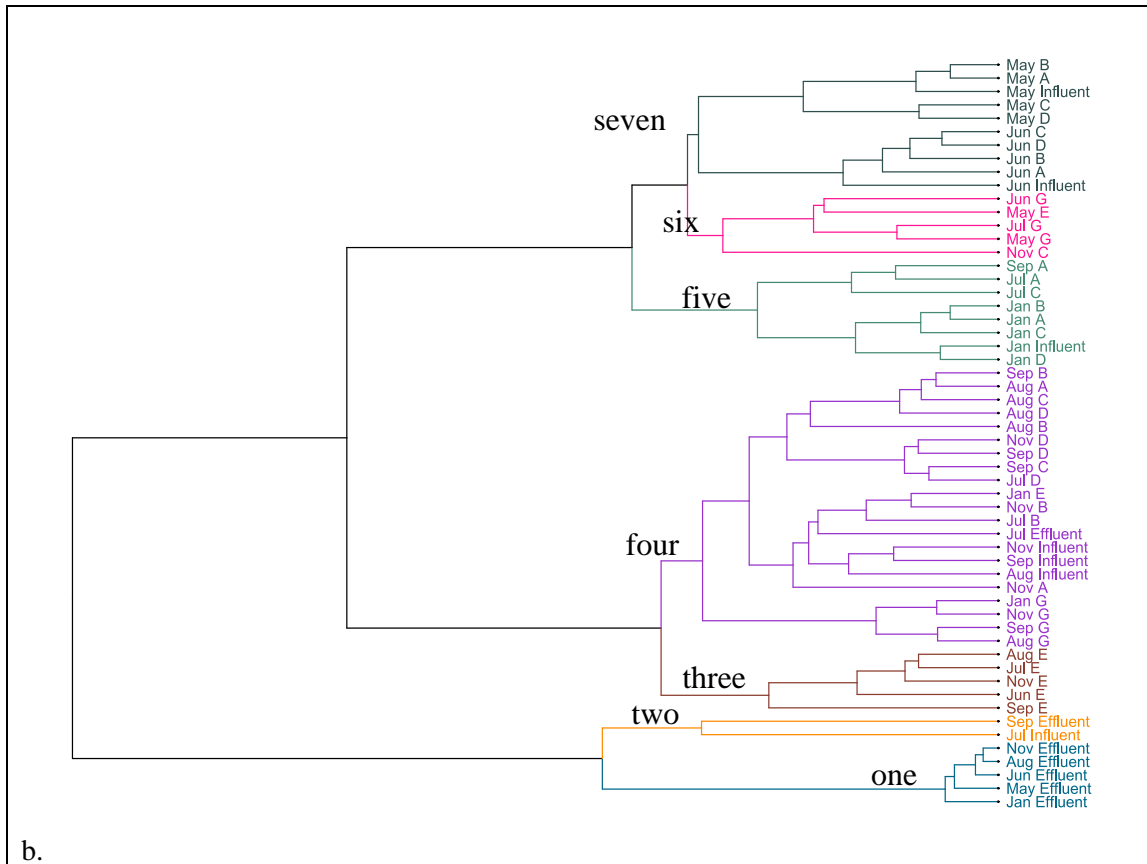 May B
May A
May Influent
May C
May D
seven
Jun C
Jun D
Jun B
Jun A
Jun Influent
Jun G
May E
six
Jul G
May G
Nov C
Sep A
Jul A
Jul C
five
Jan B
Jan A
Jan C
Jan Influent
Jan D
Sep B
Aug A
Aug C
Aug D
Aug B
Nov D
Sep D
Sep C
Jul D
Jan E
Nov B
Jul B
Jul Effluent
four
Nov Influent
Sep Influent
Aug Influent
Nov A
Jan G
Nov G
Sep G
Aug G
Aug E
Jul E
three
Nov E
Jun E
Sep E
two
Sep Effluent
Jul Influent
Nov Effluent
Aug Effluent
one
Jun Effluent
May Effluent
Jan Effluent
b.